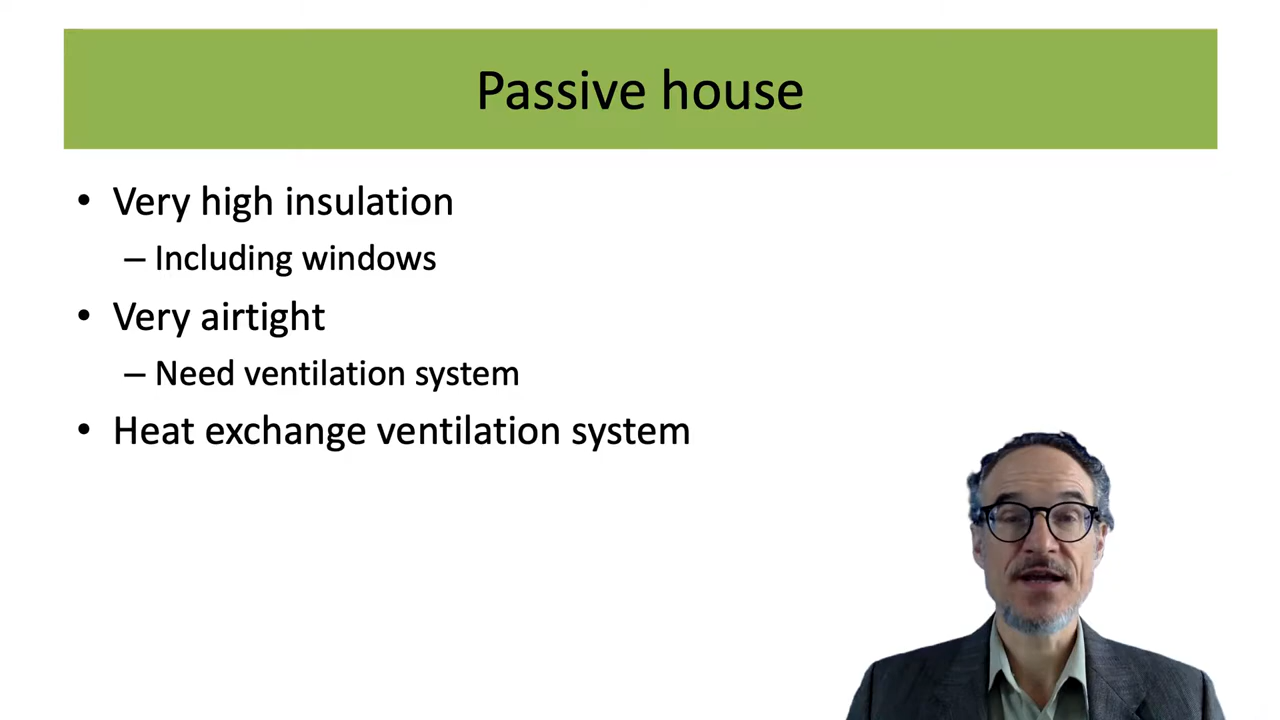 Passive house
• Very high insulation
– Including windows
• Very airtight
– Need ventilation system
• Heat exchange ventilation system